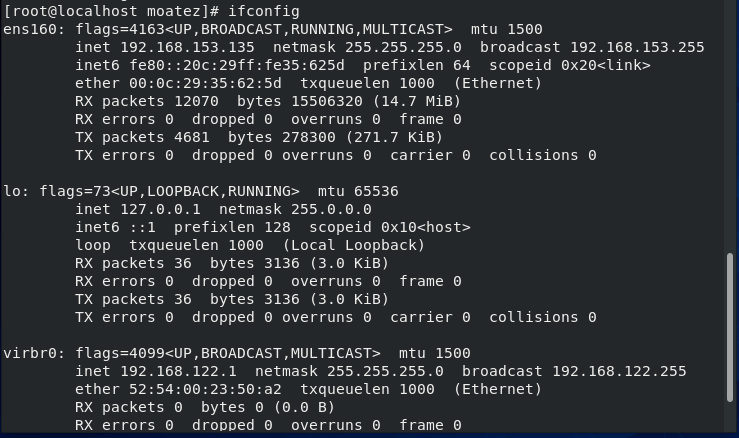 [root@localhost moatez]# ifconfig
ens160: flags=4163<UP,BROADCAST,RUNNING,MULTICAST>  mtu 1500
        inet 192.168.153.135  netmask 255.255.255.0  broadcast 192.168.153.255
        inet6 fe80::20c:29ff:fe35:625d  prefixlen 64  scopeid 0x20<link>
        ether 00:0c:29:35:62:5d  txqueuelen 1000  (Ethernet)
        RX packets 12070  bytes 15506320 (14.7 MiB)
        RX errors 0  dropped 0  overruns 0  frame 0
        TX packets 4681  bytes 278300 (271.7 KiB)
        TX errors 0  dropped 0 overruns 0  carrier 0  collisions 0

lo: flags=73<UP,LOOPBACK,RUNNING>  mtu 65536
        inet 127.0.0.1  netmask 255.0.0.0
        inet6 ::1  prefixlen 128  scopeid 0x10<host>
        loop  txqueuelen 1000  (Local Loopback)
        RX packets 36  bytes 3136 (3.0 KiB)
        RX errors 0  dropped 0  overruns 0  frame 0
        TX packets 36  bytes 3136 (3.0 KiB)
        TX errors 0  dropped 0 overruns 0  carrier 0  collisions 0

virbr0: flags=4099<UP,BROADCAST,MULTICAST>  mtu 1500
        inet 192.168.122.1  netmask 255.255.255.0  broadcast 192.168.122.255
        ether 52:54:00:23:50:a2  txqueuelen 1000  (Ethernet)
        RX packets 0  bytes 0 (0.0 B)
        RX errors 0  dropped 0  overruns 0  frame 0